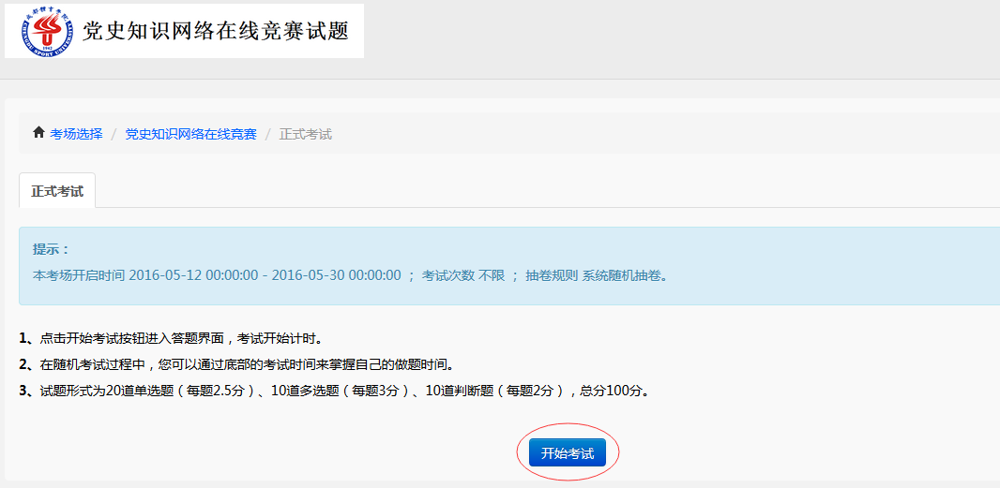 成都體育学院
CHENGDU SPORT UNIVERSITY
1942
党史知识网络在线竞赛试题
考场选择 / 党史知识网络在线竞赛 / 正式考试
正式考试
提示：
本考场开启时间 2016-05-12 00:00:00 - 2016-05-30 00:00:00 ； 考试次数 不限 ； 抽卷规则 系统随机抽卷。
1、点击开始考试按钮进入答题界面，考试开始计时。
2、在随机考试过程中，您可以通过底部的考试时间来掌握自己的做题时间。
3、试题形式为20道单选题（每题2.5分）、10道多选题（每题3分）、10道判断题（每题2分），总分100分。
开始考试